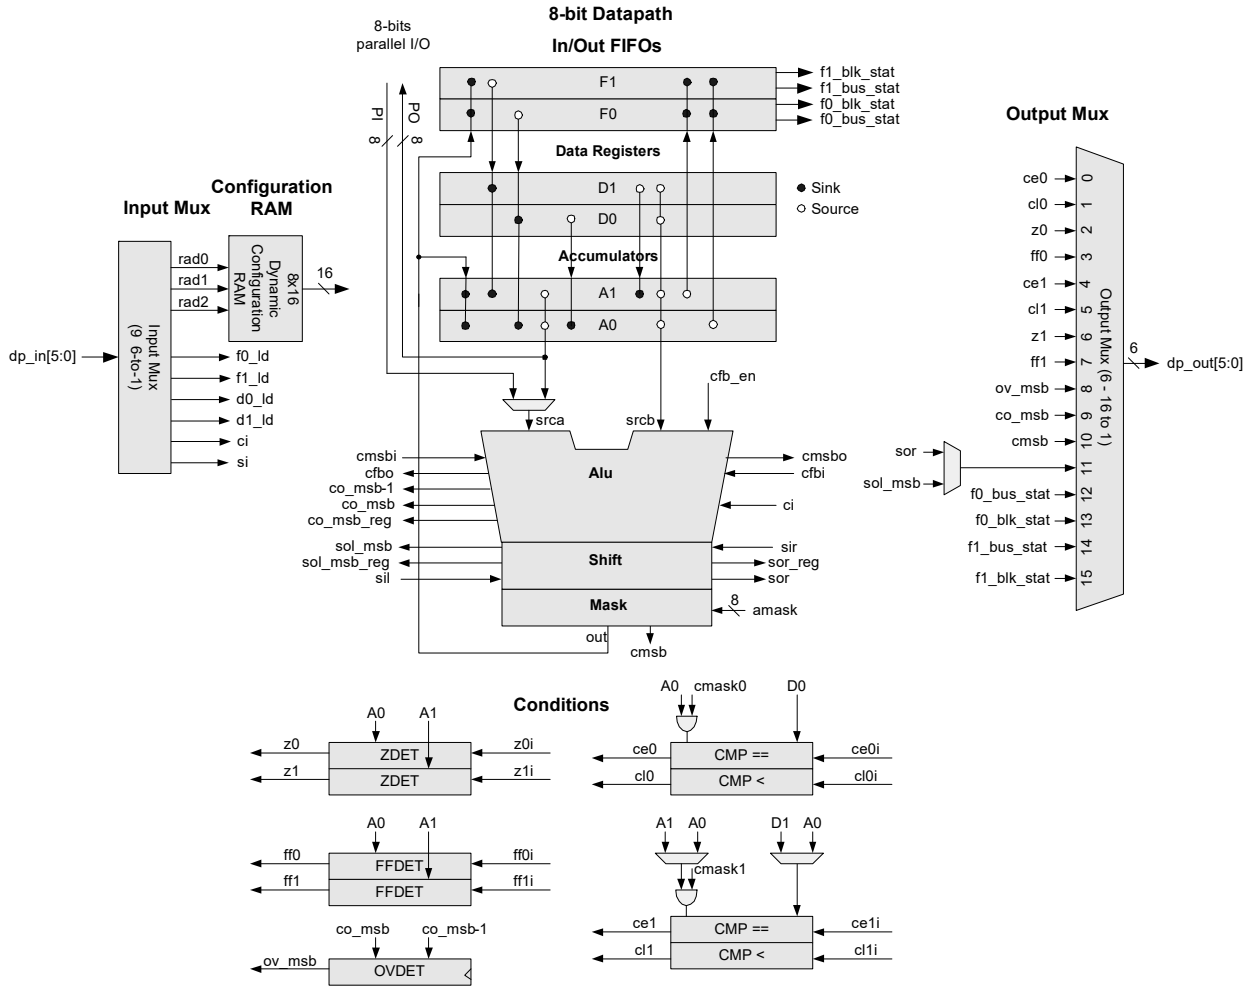 8-bit Datapath
8-bits
parallel I/O
In/Out FIFOs
PI
8
PO
8
F1
F0
f1_blk_stat
f1_bus_stat
f0_blk_stat
f0_bus_stat
Data Registers
D1
D0
Sink
Source
Accumulators
A1
A0
Input Mux
Configuration
RAM
dp_in[5:0]
Input Mux
(9 6-to-1)
rad0
rad1
rad2
8x16
Dynamic
Configuration
RAM
16
f0_ld
f1_ld
d0_ld
d1_ld
ci
si
srca
srcb
cfb_en
Alu
cmsbi
cfbo
co_msb-1
co_msb
co_msb_reg
cmsbo
cfbi
ci
Shift
sol_msb
sol_msb_reg
sil
sir
sor_reg
sor
Mask
8
amask
out
cmsb
Output Mux
ce0
0
cl0
1
z0
2
ff0
3
ce1
4
cl1
5
z1
6
ff1
7
ov_msb
8
co_msb
9
cmsb
10
sor
sol_msb
11
f0_bus_stat
12
f0_blk_stat
13
f1_bus_stat
14
f1_blk_stat
15
Output Mux (6 - 16 to 1)
6
dp_out[5:0]
Conditions
A0
A1
z0
ZDET
z0i
z1
ZDET
z1i
A0
A1
ff0
FFDET
ff0i
ff1
FFDET
ff1i
co_msb
co_msb-1
ov_msb
OVDET
A0
cmask0
D0
ce0
CMP ==
ce0i
cl0
CMP <
cl0i
A1
A0
D1
A0
cmask1
ce1
CMP ==
ce1i
cl1
CMP <
cl1i